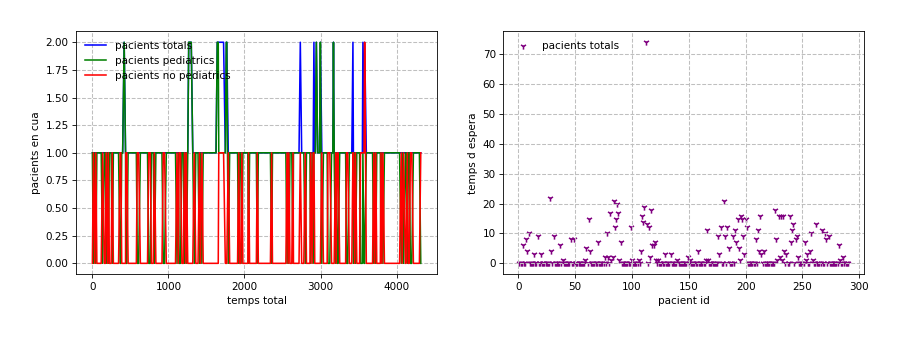 pacients totals
pacients pediatrics
pacients no pediatrics
pacients en cua
2.00
1.75
1.50
1.25
1.00
0.75
0.50
0.25
0.00
0 1000 2000 3000 4000
temps total
pacients totals
temps d espera
70
60
50
40
30
20
10
0
0 50 100 150 200 250 300
pacient id